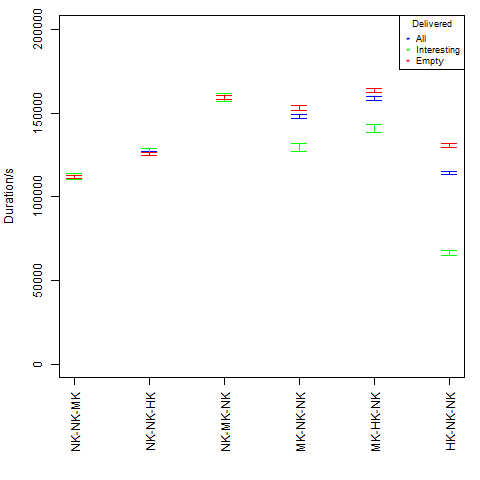 Delivered
All
Interesting
Empty
Duration/s
200000
150000
100000
50000
0
NK-NK-MK
NK-NK-HK
NK-MK-NK
MK-NK-NK
MK-HK-NK
HK-NK-NK